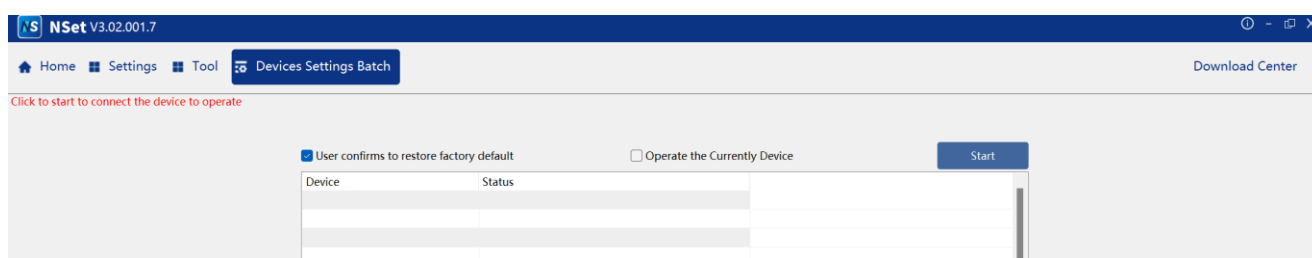 NS NSet V3.02.001.7
Home Settings Tool Devices Settings Batch Download Center
Click to start to connect the device to operate
User confirms to restore factory default Operate the Currently Device Start
Device Status